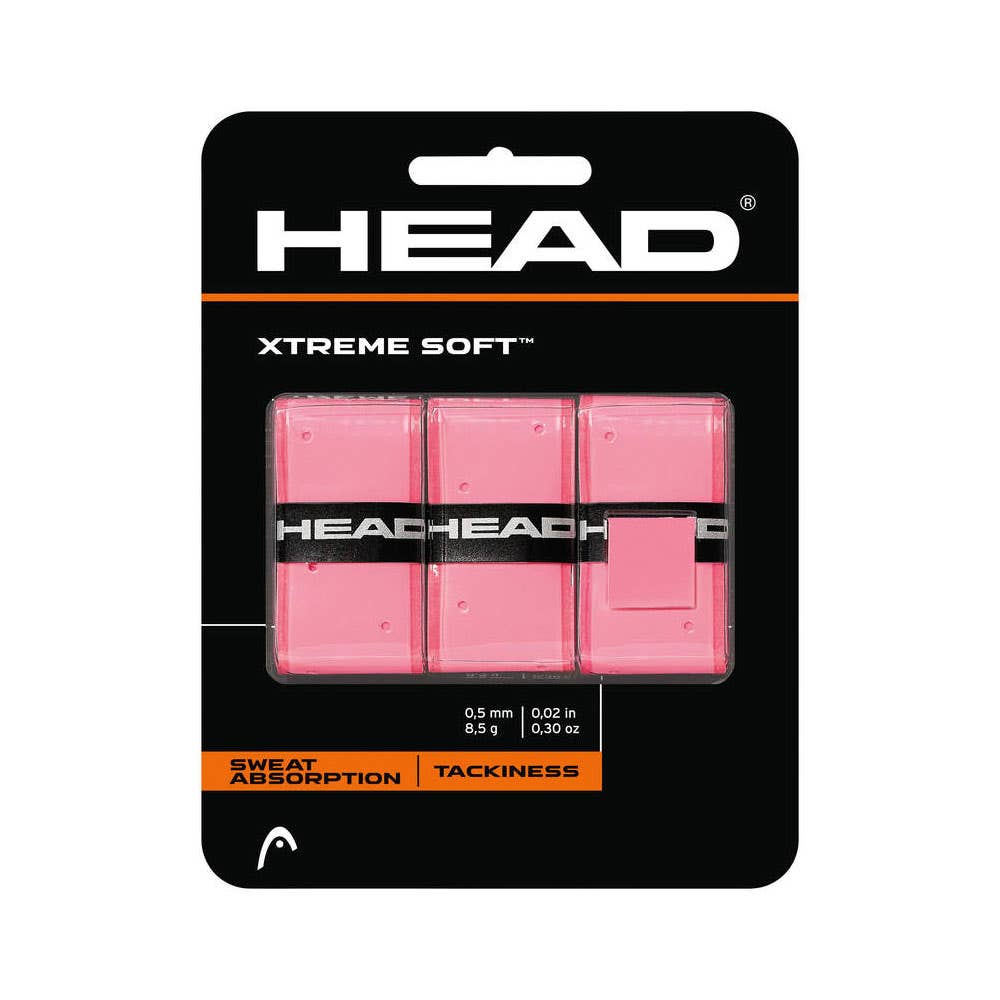 HEAD®
XTREME SOFT™
HEAD
HEAD
HEAD
0,5 mm | 0,02 in
8,5 g | 0,30 oz
SWEAT
ABSORPTION | TACKINESS